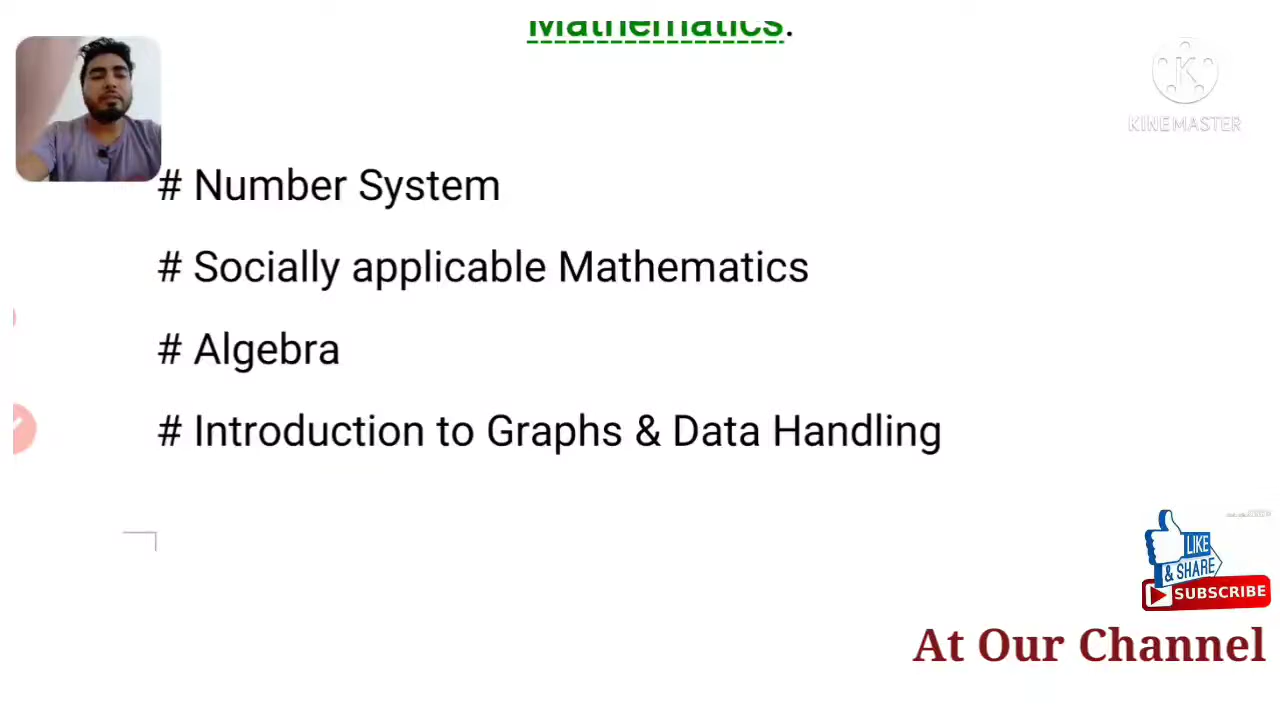 Mathematics.
KINEMASTER
# Number System
# Socially applicable Mathematics
# Algebra
# Introduction to Graphs & Data Handling
LIKE
& SHARE
SUBSCRIBE
At Our Channel